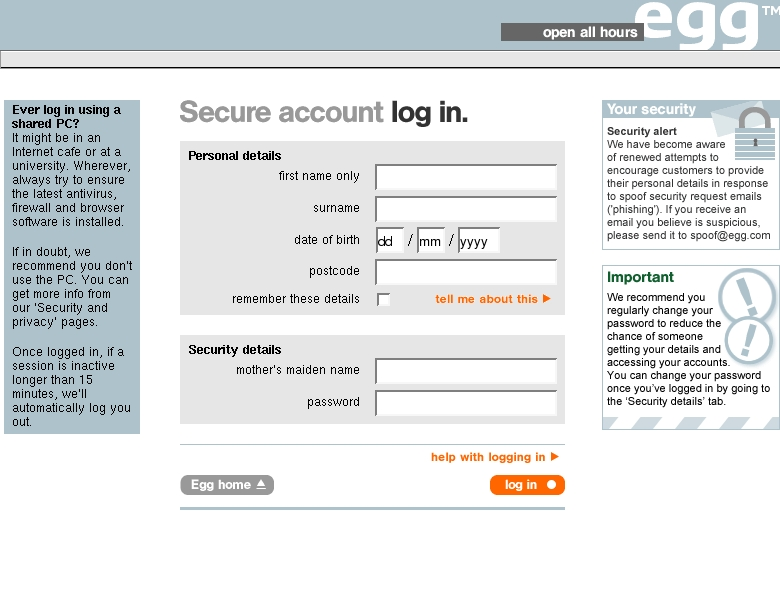 open all hours
egg™
Ever log in using a
shared PC?
It might be in an
Internet cafe or at a
university. Wherever,
always try to ensure
the latest antivirus,
firewall and browser
software is installed.
If in doubt, we
recommend you don't
use the PC. You can
get more info from
our 'Security and
privacy' pages.
Once logged in, if a
session is inactive
longer than 15
minutes, we'll
automatically log you
out.
Secure account log in.
Personal details
first name only
surname
date of birth dd / mm / yyyy
postcode
remember these details tell me about this
Security details
mother's maiden name
password
help with logging in
Egg home log in
Your security
Security alert
We have become aware
of renewed attempts to
encourage customers to provide
their personal details in response
to spoof security request emails
('phishing'). If you receive an
email you believe is suspicious,
please send it to spoof@egg.com
Important
We recommend you
regularly change your
password to reduce the
chance of someone
getting your details and
accessing your accounts.
You can change your password
once you've logged in by going to
the 'Security details' tab.